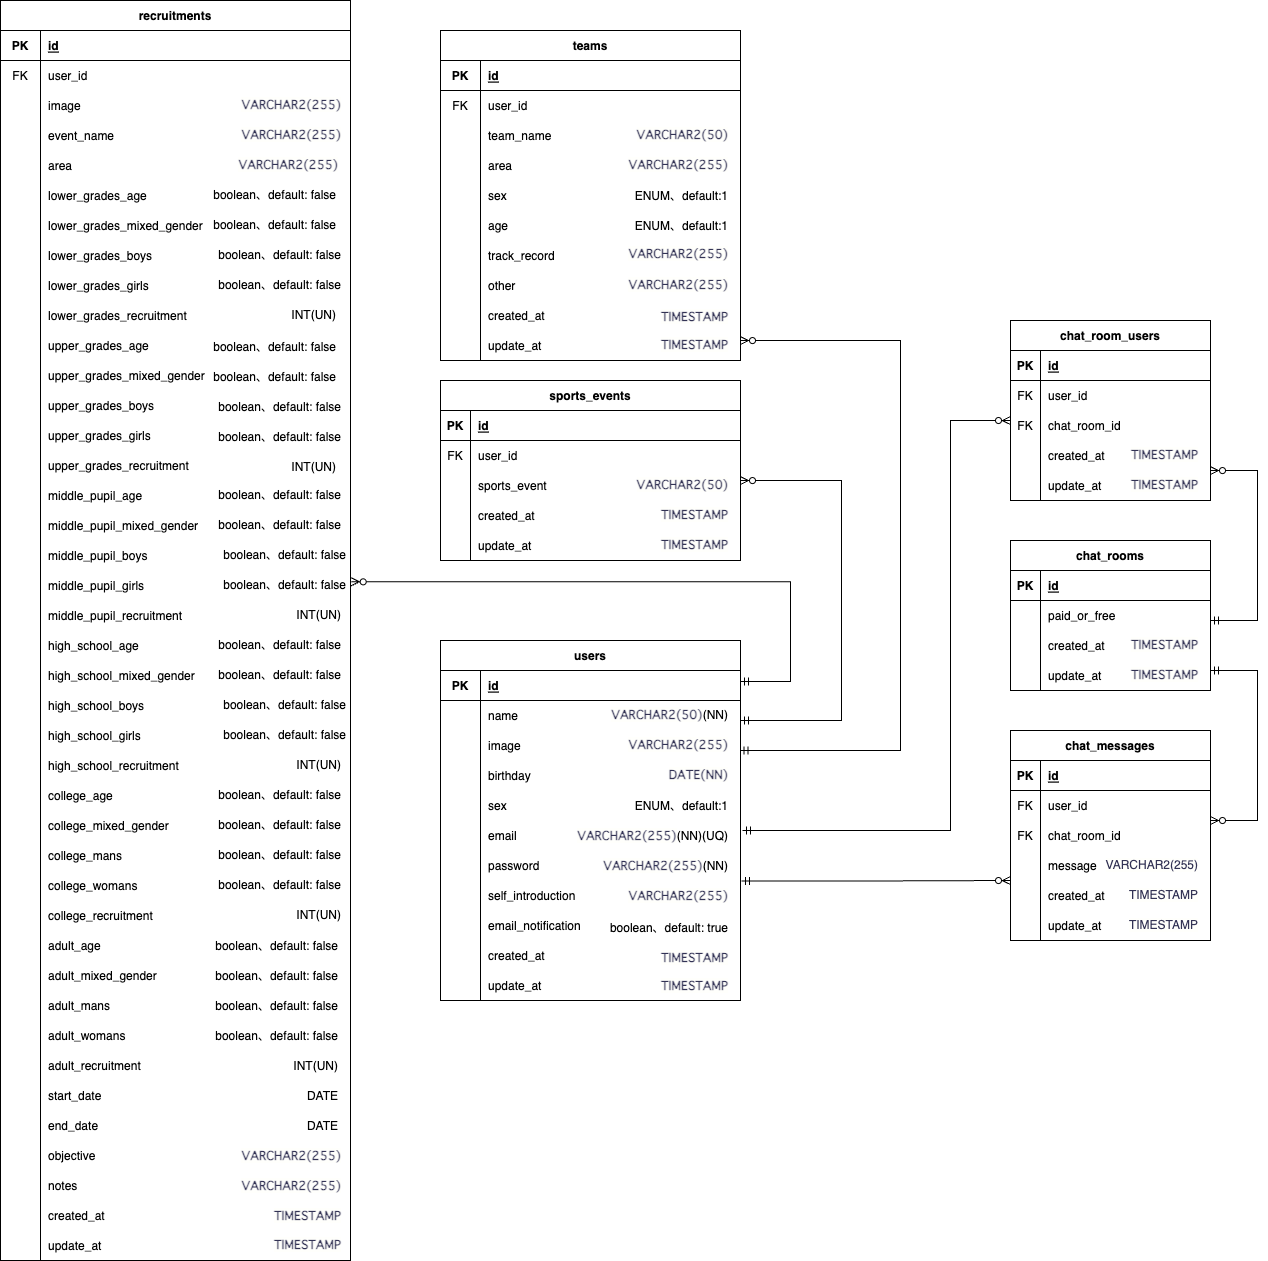 recruitments
PK id
FK user_id
image VARCHAR2(255)
event_name VARCHAR2(255)
area VARCHAR2(255)
lower_grades_age boolean、default: false
lower_grades_mixed_gender boolean、default: false
lower_grades_boys boolean、default: false
lower_grades_girls boolean、default: false
lower_grades_recruitment INT(UN)
upper_grades_age boolean、default: false
upper_grades_mixed_gender boolean、default: false
upper_grades_boys boolean、default: false
upper_grades_girls boolean、default: false
upper_grades_recruitment INT(UN)
middle_pupil_age boolean、default: false
middle_pupil_mixed_gender boolean、default: false
middle_pupil_boys boolean、default: false
middle_pupil_girls boolean、default: false
middle_pupil_recruitment INT(UN)
high_school_age boolean、default: false
high_school_mixed_gender boolean、default: false
high_school_boys boolean、default: false
high_school_girls boolean、default: false
high_school_recruitment INT(UN)
college_age boolean、default: false
college_mixed_gender boolean、default: false
college_mans boolean、default: false
college_womans boolean、default: false
college_recruitment INT(UN)
adult_age boolean、default: false
adult_mixed_gender boolean、default: false
adult_mans boolean、default: false
adult_womans boolean、default: false
adult_recruitment INT(UN)
start_date DATE
end_date DATE
objective VARCHAR2(255)
notes VARCHAR2(255)
created_at TIMESTAMP
update_at TIMESTAMP
teams
PK id
FK user_id
team_name VARCHAR2(50)
area VARCHAR2(255)
sex ENUM、default:1
age ENUM、default:1
track_record VARCHAR2(255)
other VARCHAR2(255)
created_at TIMESTAMP
update_at TIMESTAMP
sports_events
PK id
FK user_id
sports_event VARCHAR2(50)
created_at TIMESTAMP
update_at TIMESTAMP
users
PK id
name VARCHAR2(50)(NN)
image VARCHAR2(255)
birthday DATE(NN)
sex ENUM、default:1
email VARCHAR2(255)(NN)(UQ)
password VARCHAR2(255)(NN)
self_introduction VARCHAR2(255)
email_notification boolean、default: true
created_at TIMESTAMP
update_at TIMESTAMP
chat_room_users
PK id
FK user_id
FK chat_room_id
created_at TIMESTAMP
update_at TIMESTAMP
chat_rooms
PK id
paid_or_free
created_at TIMESTAMP
update_at TIMESTAMP
chat_messages
PK id
FK user_id
FK chat_room_id
message VARCHAR2(255)
created_at TIMESTAMP
update_at TIMESTAMP